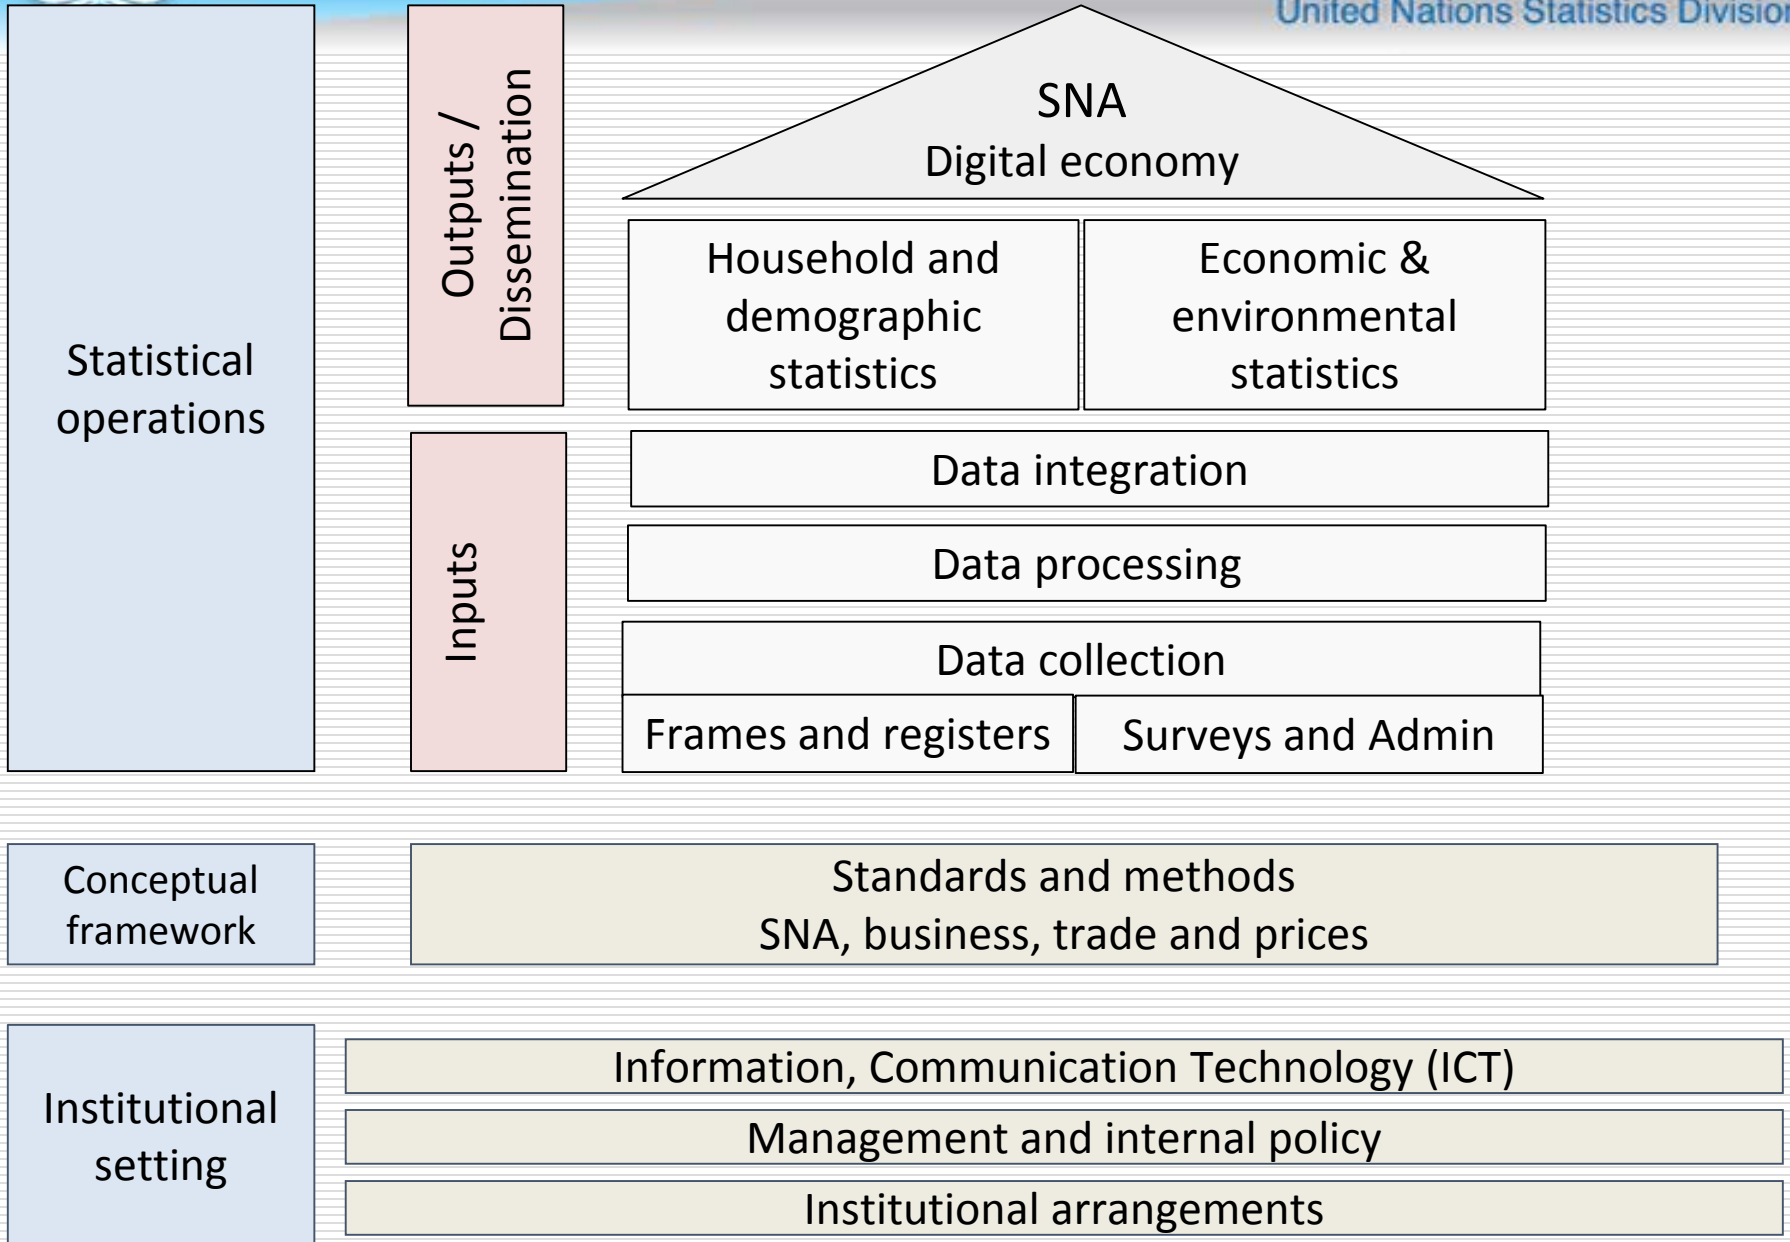 United Nations Statistics Division
Statistical
operations
Outputs /
Dissemination
SNA
Digital economy
Household and
demographic
statistics
Economic &
environmental
statistics
Inputs
Data integration
Data processing
Data collection
Frames and registers
Surveys and Admin
Conceptual
framework
Standards and methods
SNA, business, trade and prices
Institutional
setting
Information, Communication Technology (ICT)
Management and internal policy
Institutional arrangements